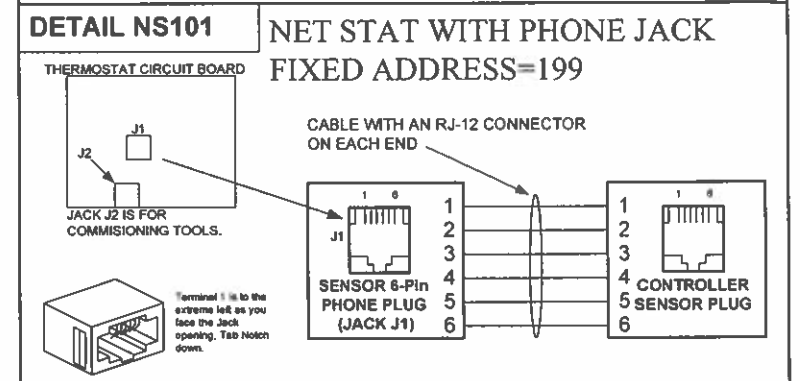 DETAIL NS101
NET STAT WITH PHONE JACK
FIXED ADDRESS=199
THERMOSTAT CIRCUIT BOARD
J1
J2
JACK J2 IS FOR
COMMISIONING TOOLS.
CABLE WITH AN RJ-12 CONNECTOR
ON EACH END
1 6
J1
SENSOR 6-Pin
PHONE PLUG
(JACK J1)
1
2
3
4
5
6
1
2
3
4
5
6
1 6
CONTROLLER
SENSOR PLUG
Terminal 1 is to the
extreme left as you
face the Jack
opening, Tab Notch
down.